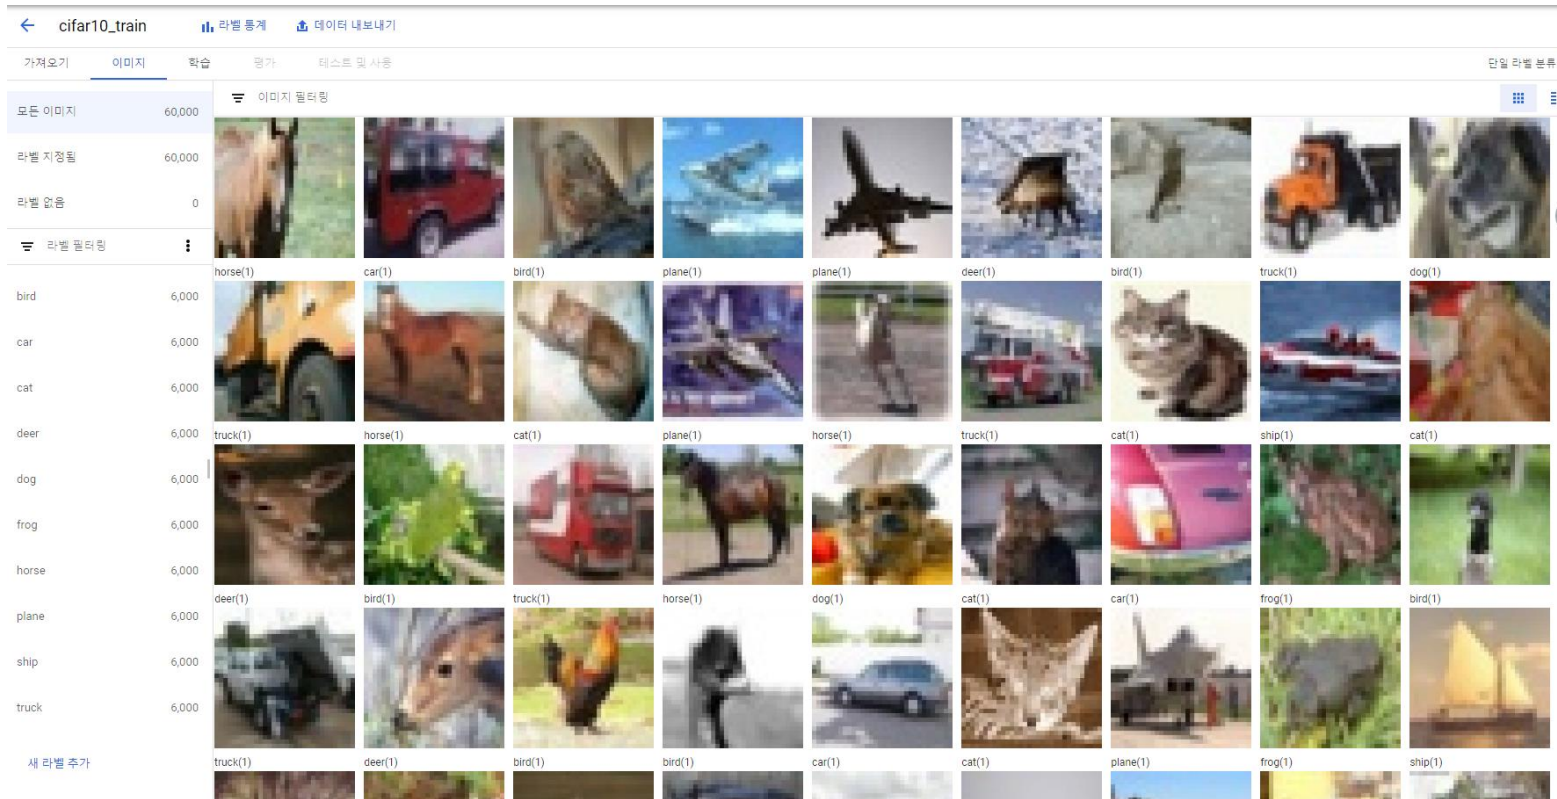 cifar10_train 라벨 통계 데이터 내보내기
가져오기 이미지 학습 평가 테스트 및 사용 단일 라벨 분류
모든 이미지 60,000
라벨 지정됨 60,000
라벨 없음 0
라벨 필터링
bird 6,000
car 6,000
cat 6,000
deer 6,000
dog 6,000
frog 6,000
horse 6,000
plane 6,000
ship 6,000
truck 6,000
새 라벨 추가
이미지 필터링
horse(1) car(1) bird(1) plane(1) plane(1) deer(1) bird(1) truck(1) dog(1)
truck(1) horse(1) cat(1) plane(1) horse(1) truck(1) cat(1) ship(1) cat(1)
deer(1) bird(1) truck(1) horse(1) dog(1) cat(1) car(1) frog(1) bird(1)
truck(1) deer(1) bird(1) bird(1) car(1) cat(1) plane(1) frog(1) ship(1)